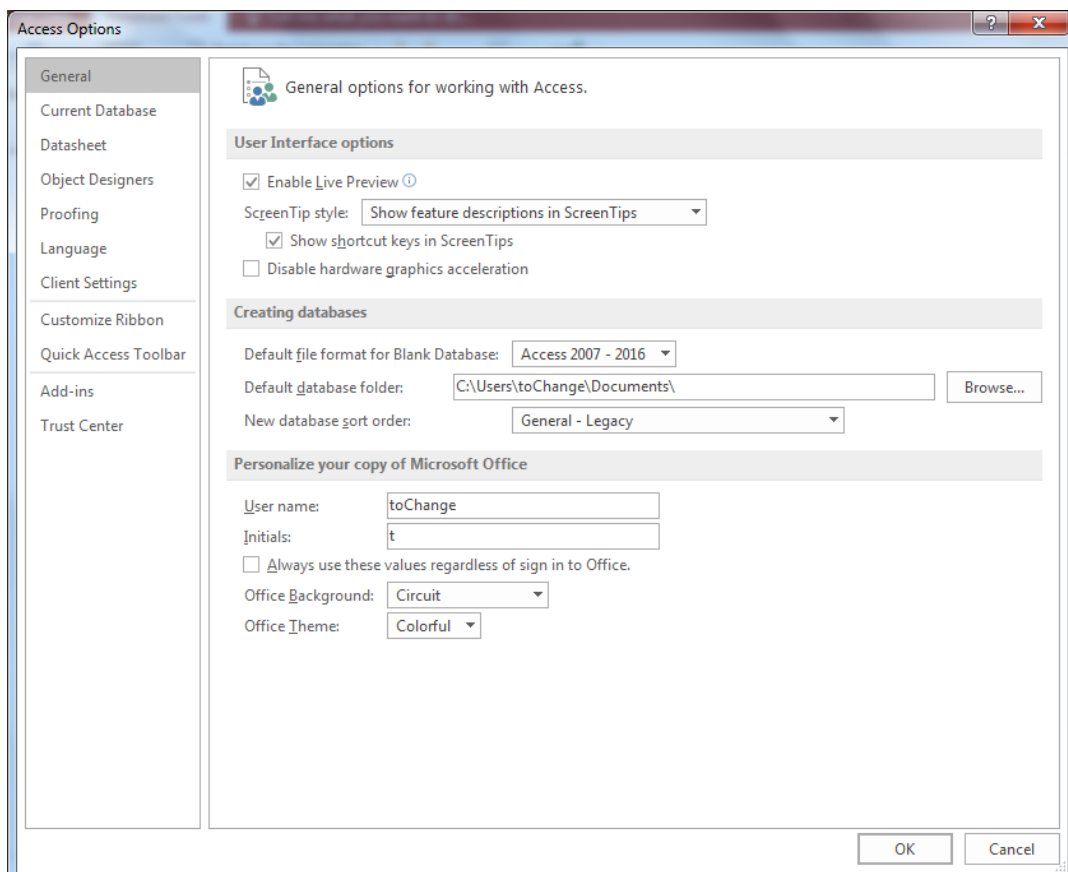 Access Options
General
Current Database
Datasheet
Object Designers
Proofing
Language
Client Settings
Customize Ribbon
Quick Access Toolbar
Add-ins
Trust Center
General options for working with Access.
User Interface options
Enable Live Preview
ScreenTip style: Show feature descriptions in ScreenTips
Show shortcut keys in ScreenTips
Disable hardware graphics acceleration
Creating databases
Default file format for Blank Database: Access 2007 - 2016
Default database folder: C:\Users\toChange\Documents\ Browse...
New database sort order: General - Legacy
Personalize your copy of Microsoft Office
User name: toChange
Initials: t
Always use these values regardless of sign in to Office.
Office Background: Circuit
Office Theme: Colorful
OK Cancel